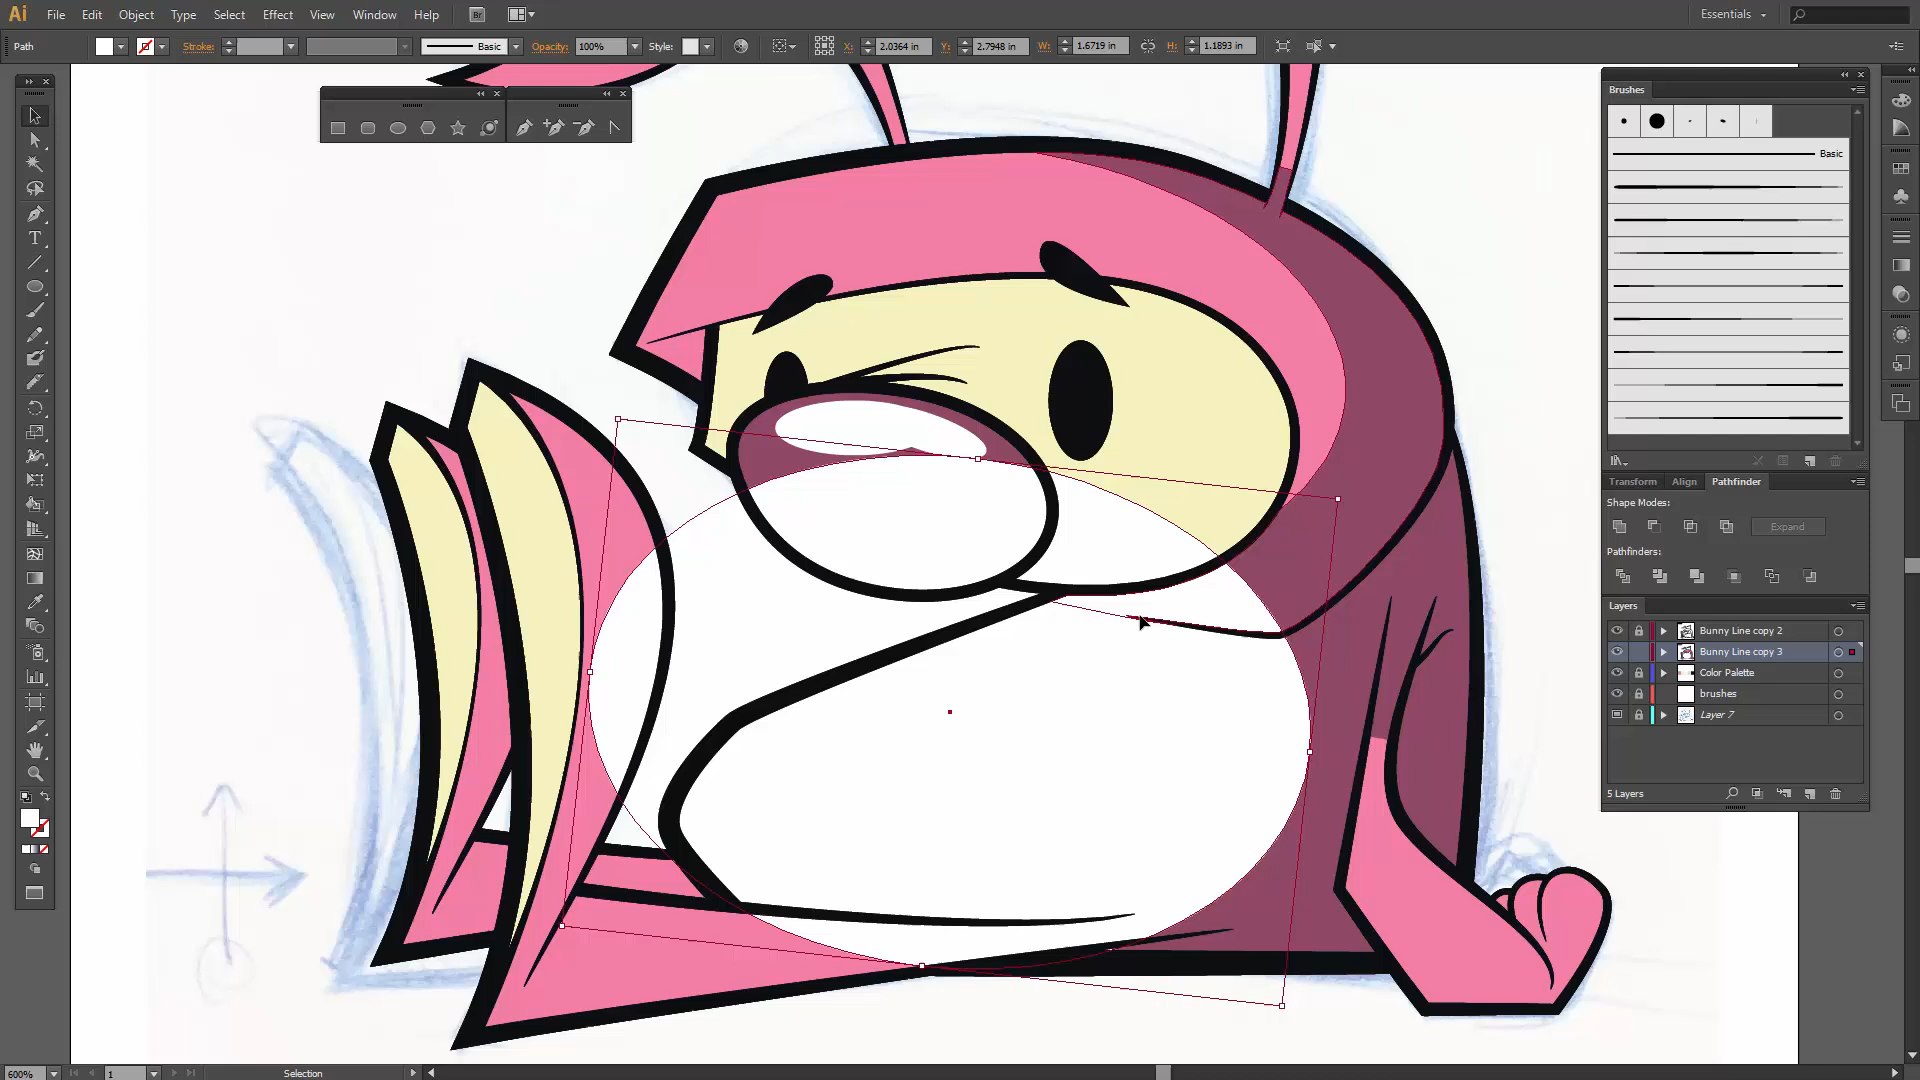 Ai File Edit Object Type Select Effect View Window Help Br Essentials
Path Stroke: Basic Opacity: 100% Style: X: 2.0364 in Y: 2.7948 in W: 1.6719 in H: 1.1893 in
Brushes
Basic
Transform Align Pathfinder
Shape Modes:
Expand
Pathfinders:
Layers
Bunny Line copy 2
Bunny Line copy 3
Color Palette
brushes
Layer 7
5 Layers
600% 1 Selection